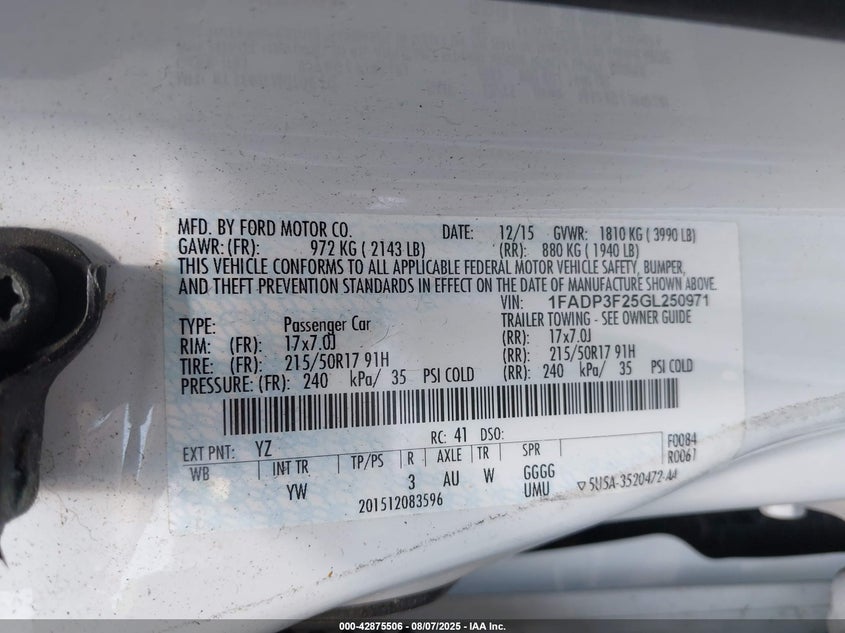 MFD. BY FORD MOTOR CO. DATE: 12/15 GVWR: 1810 KG ( 3990 LB)
GAWR: (FR): 972 KG ( 2143 LB) (RR): 880 KG ( 1940 LB)
THIS VEHICLE CONFORMS TO ALL APPLICABLE FEDERAL MOTOR VEHICLE SAFETY, BUMPER,
AND THEFT PREVENTION STANDARDS IN EFFECT ON THE DATE OF MANUFACTURE SHOWN ABOVE.
VIN: 1FADP3F25GL250971
TYPE: Passenger Car TRAILER TOWING - SEE OWNER GUIDE
RIM: (FR): 17x7.0J (RR): 17x7.0J
TIRE: (FR): 215/50R17 91H (RR): 215/50R17 91H
PRESSURE: (FR): 240 kPa/ 35 PSI COLD (RR): 240 kPa/ 35 PSI COLD
EXT PNT: YZ RC: 41 DSO: F0084
WB INT TR TP/PS R AXLE TR SPR R0061
YW 3 AU W GGGG
UMU ▽ 5USA-3520472-AA
201512083596
000-42875506 - 08/07/2025 - IAA Inc.